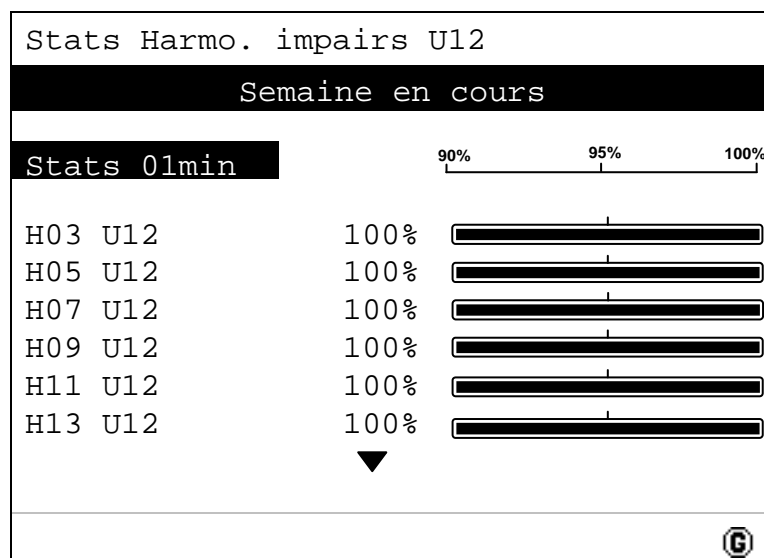 Stats Harmo. impairs U12
Semaine en cours
Stats 01min
90% 95% 100%
H03 U12 100%
H05 U12 100%
H07 U12 100%
H09 U12 100%
H11 U12 100%
H13 U12 100%
G